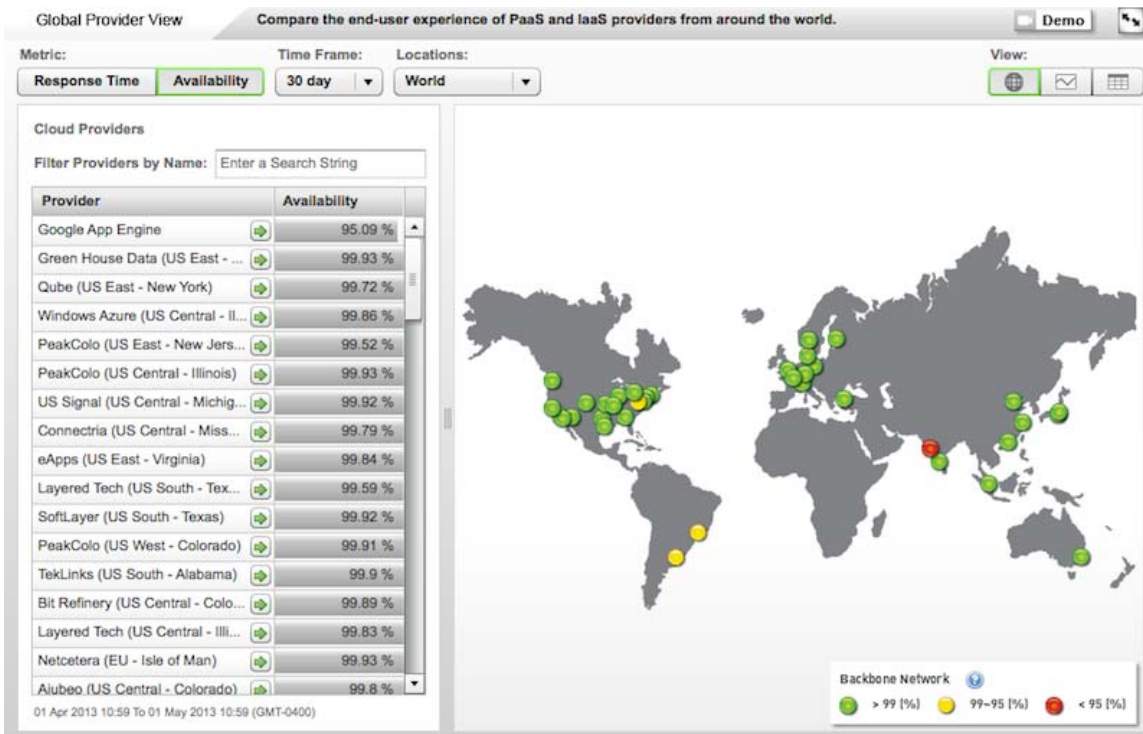 Global Provider View
Compare the end-user experience of PaaS and IaaS providers from around the world.
Demo
Metric:
Time Frame:
Locations:
View:
Response Time
Availability
30 day
World
Cloud Providers
Filter Providers by Name:
Enter a Search String
Provider
Availability
Google App Engine 95.09 %
Green House Data (US East - ... 99.93 %
Qube (US East - New York) 99.72 %
Windows Azure (US Central - Il... 99.86 %
PeakColo (US East - New Jers... 99.52 %
PeakColo (US Central - Illinois) 99.93 %
US Signal (US Central - Michig... 99.92 %
Connectria (US Central - Miss... 99.79 %
eApps (US East - Virginia) 99.84 %
Layered Tech (US South - Tex... 99.59 %
SoftLayer (US South - Texas) 99.92 %
PeakColo (US West - Colorado) 99.91 %
TekLinks (US South - Alabama) 99.9 %
Bit Refinery (US Central - Colo... 99.89 %
Layered Tech (US Central - Illi... 99.83 %
Netcetera (EU - Isle of Man) 99.93 %
Aiubeo (US Central - Colorado) 99.8 %
01 Apr 2013 10:59 To 01 May 2013 10:59 (GMT-0400)
Backbone Network ?
> 99 (%) 99-95 (%) < 95 (%)